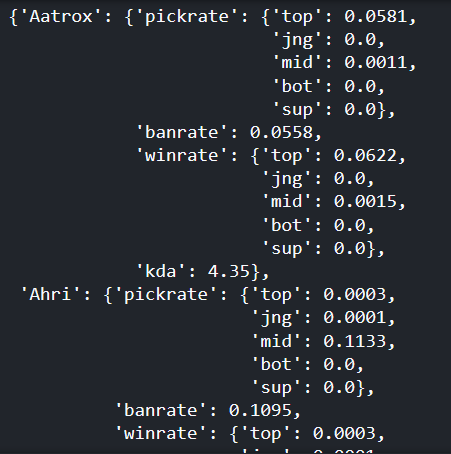 {'Aatrox': {'pickrate': {'top': 0.0581,
'jng': 0.0,
'mid': 0.0011,
'bot': 0.0,
'sup': 0.0},
'banrate': 0.0558,
'winrate': {'top': 0.0622,
'jng': 0.0,
'mid': 0.0015,
'bot': 0.0,
'sup': 0.0},
'kda': 4.35},
'Ahri': {'pickrate': {'top': 0.0003,
'jng': 0.0001,
'mid': 0.1133,
'bot': 0.0,
'sup': 0.0},
'banrate': 0.1095,
'winrate': {'top': 0.0003,